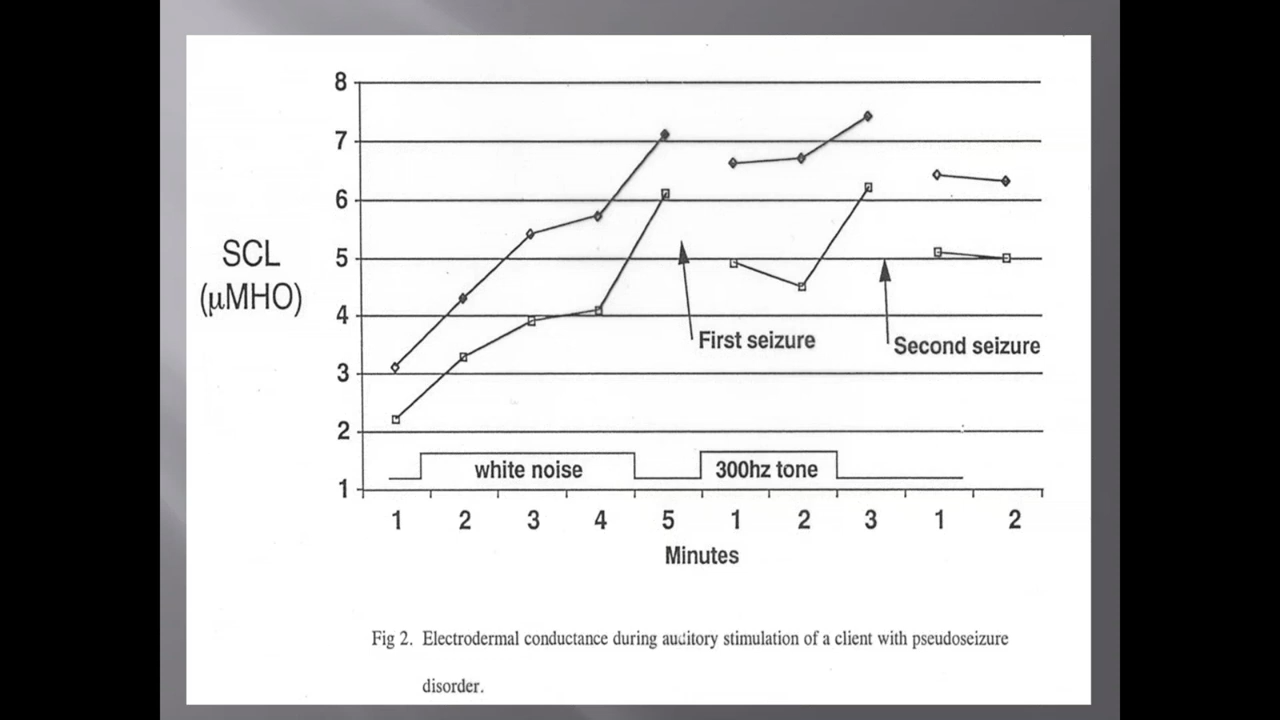 8
7
6
5
4
3
2
1
SCL
(μMHO)
First seizure
Second seizure
white noise
300hz tone
1 2 3 4 5 1 2 3 1 2
Minutes
Fig 2. Electrodermal conductance during auditory stimulation of a client with pseudoseizure
disorder.